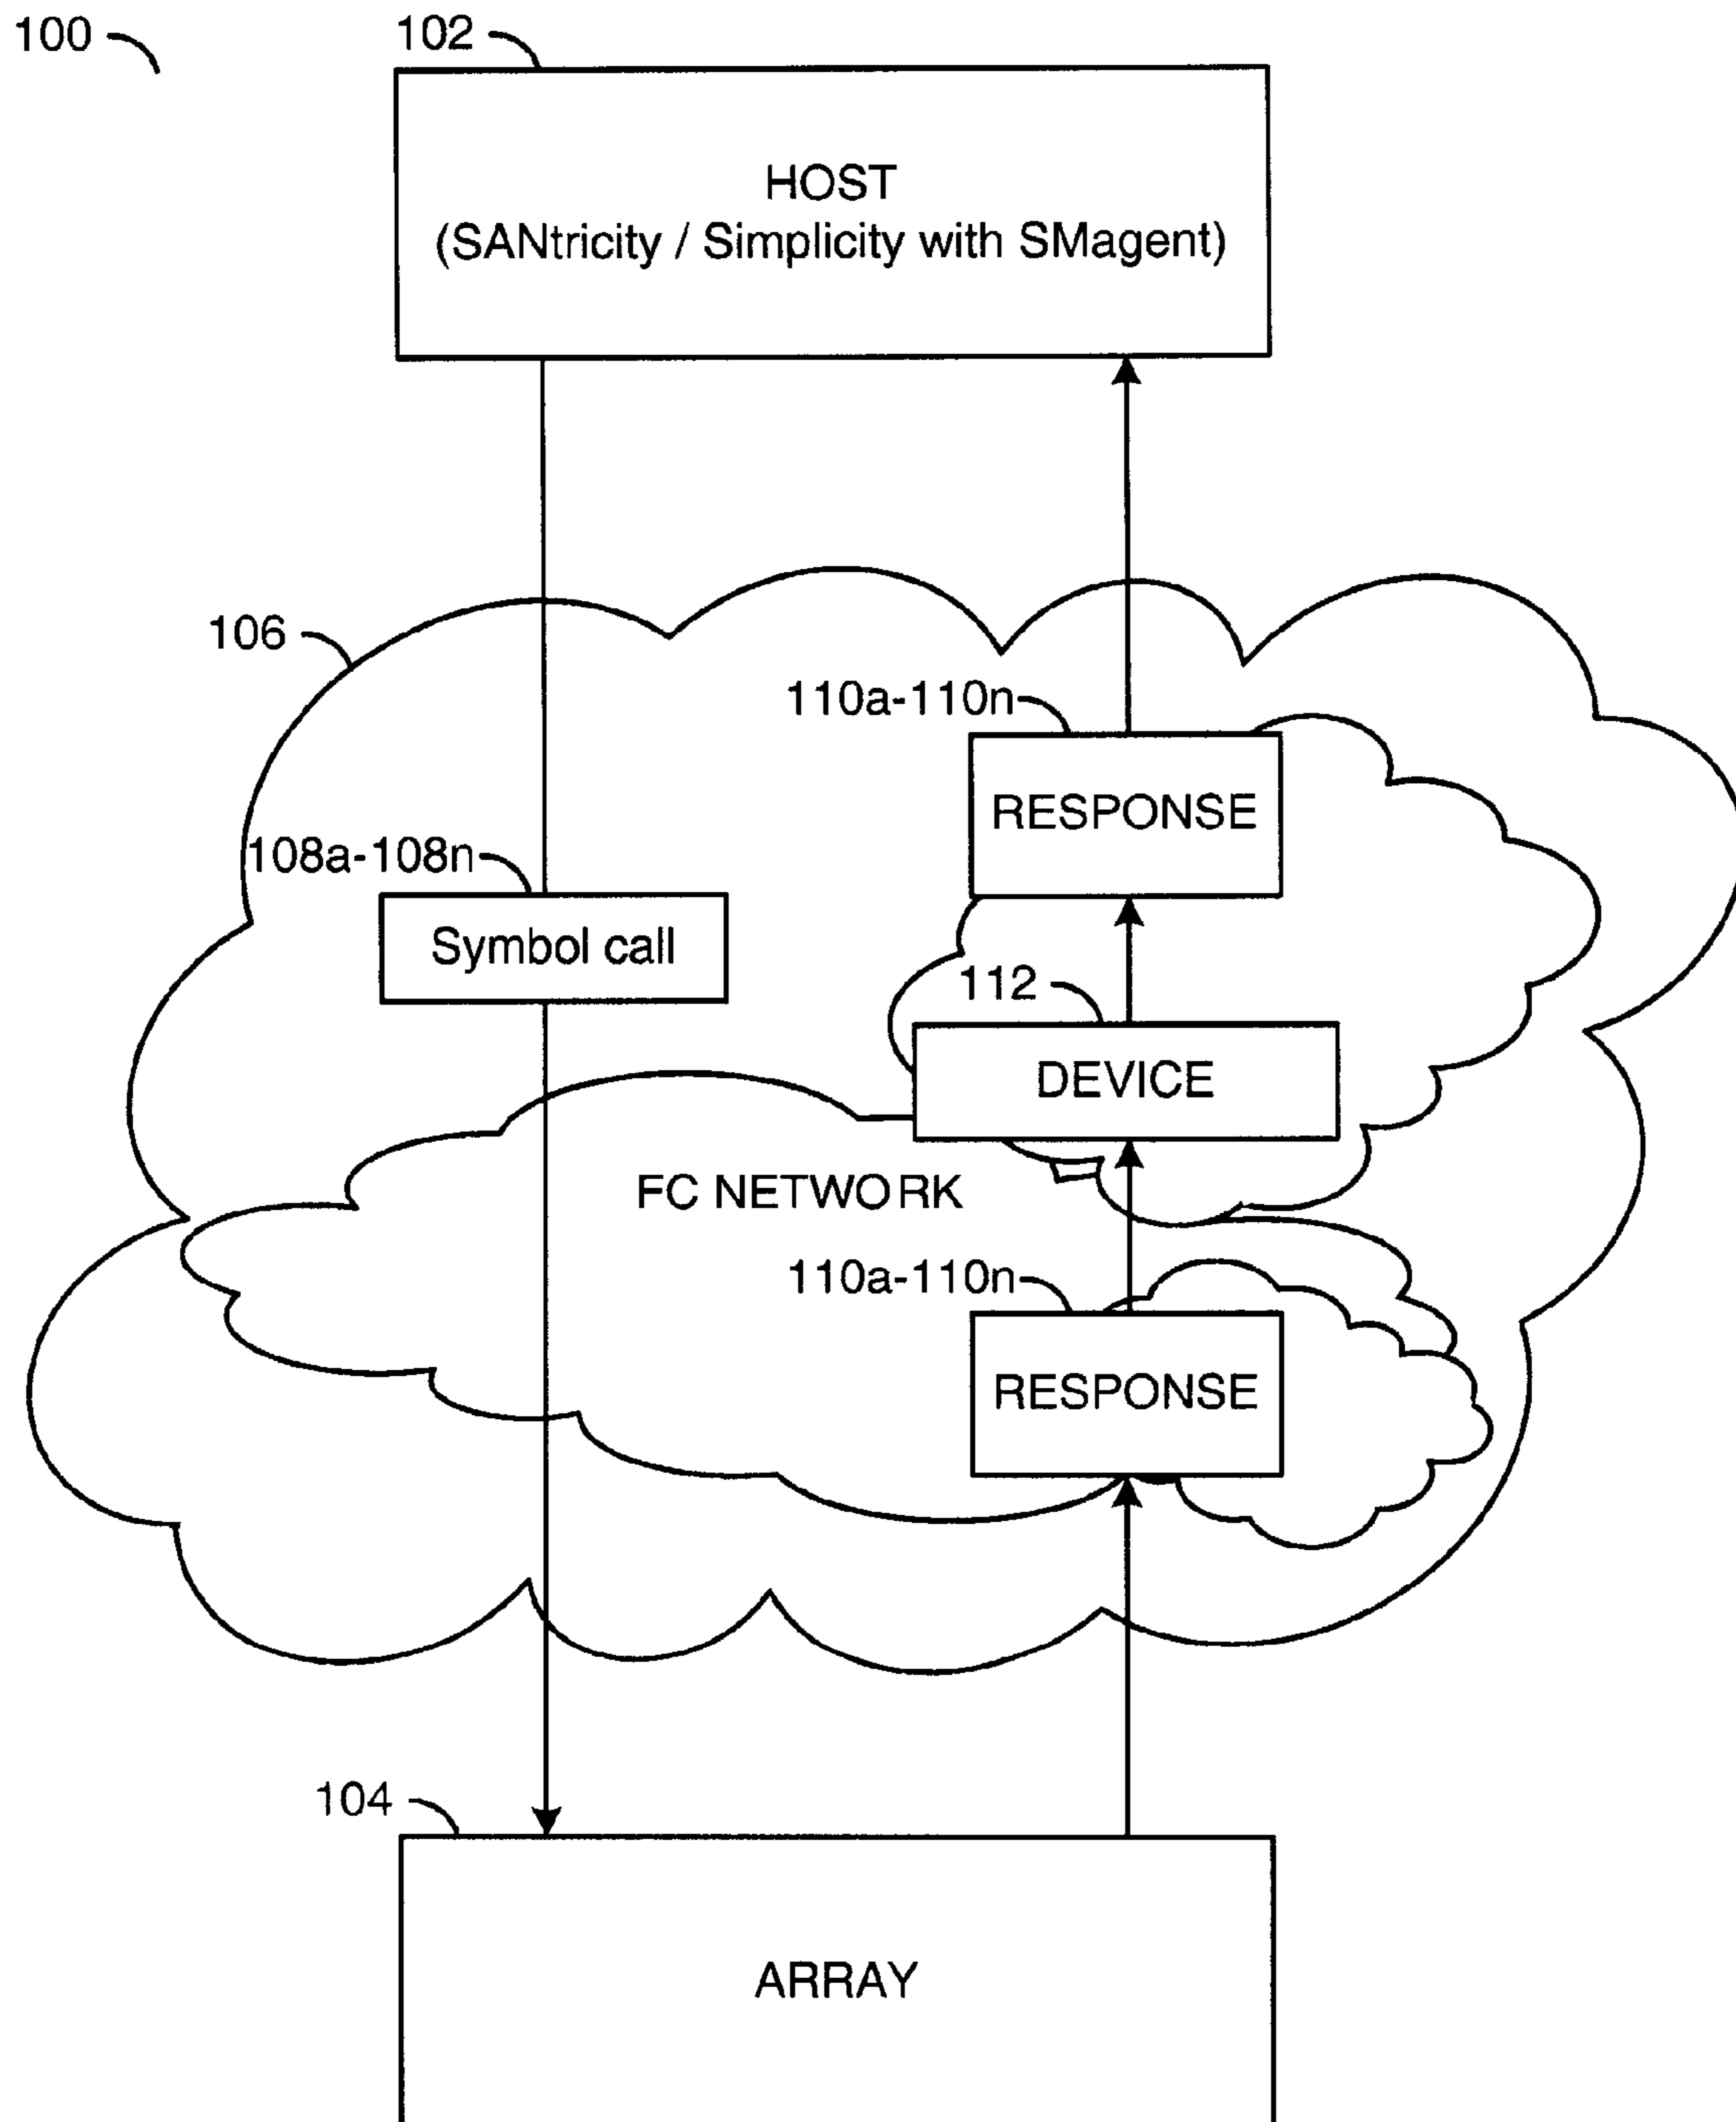 100
102
HOST
(SANtricity / Simplicity with SMagent)
106
110a-110n
RESPONSE
108a-108n
Symbol call
112
DEVICE
FC NETWORK
110a-110n
RESPONSE
104
ARRAY